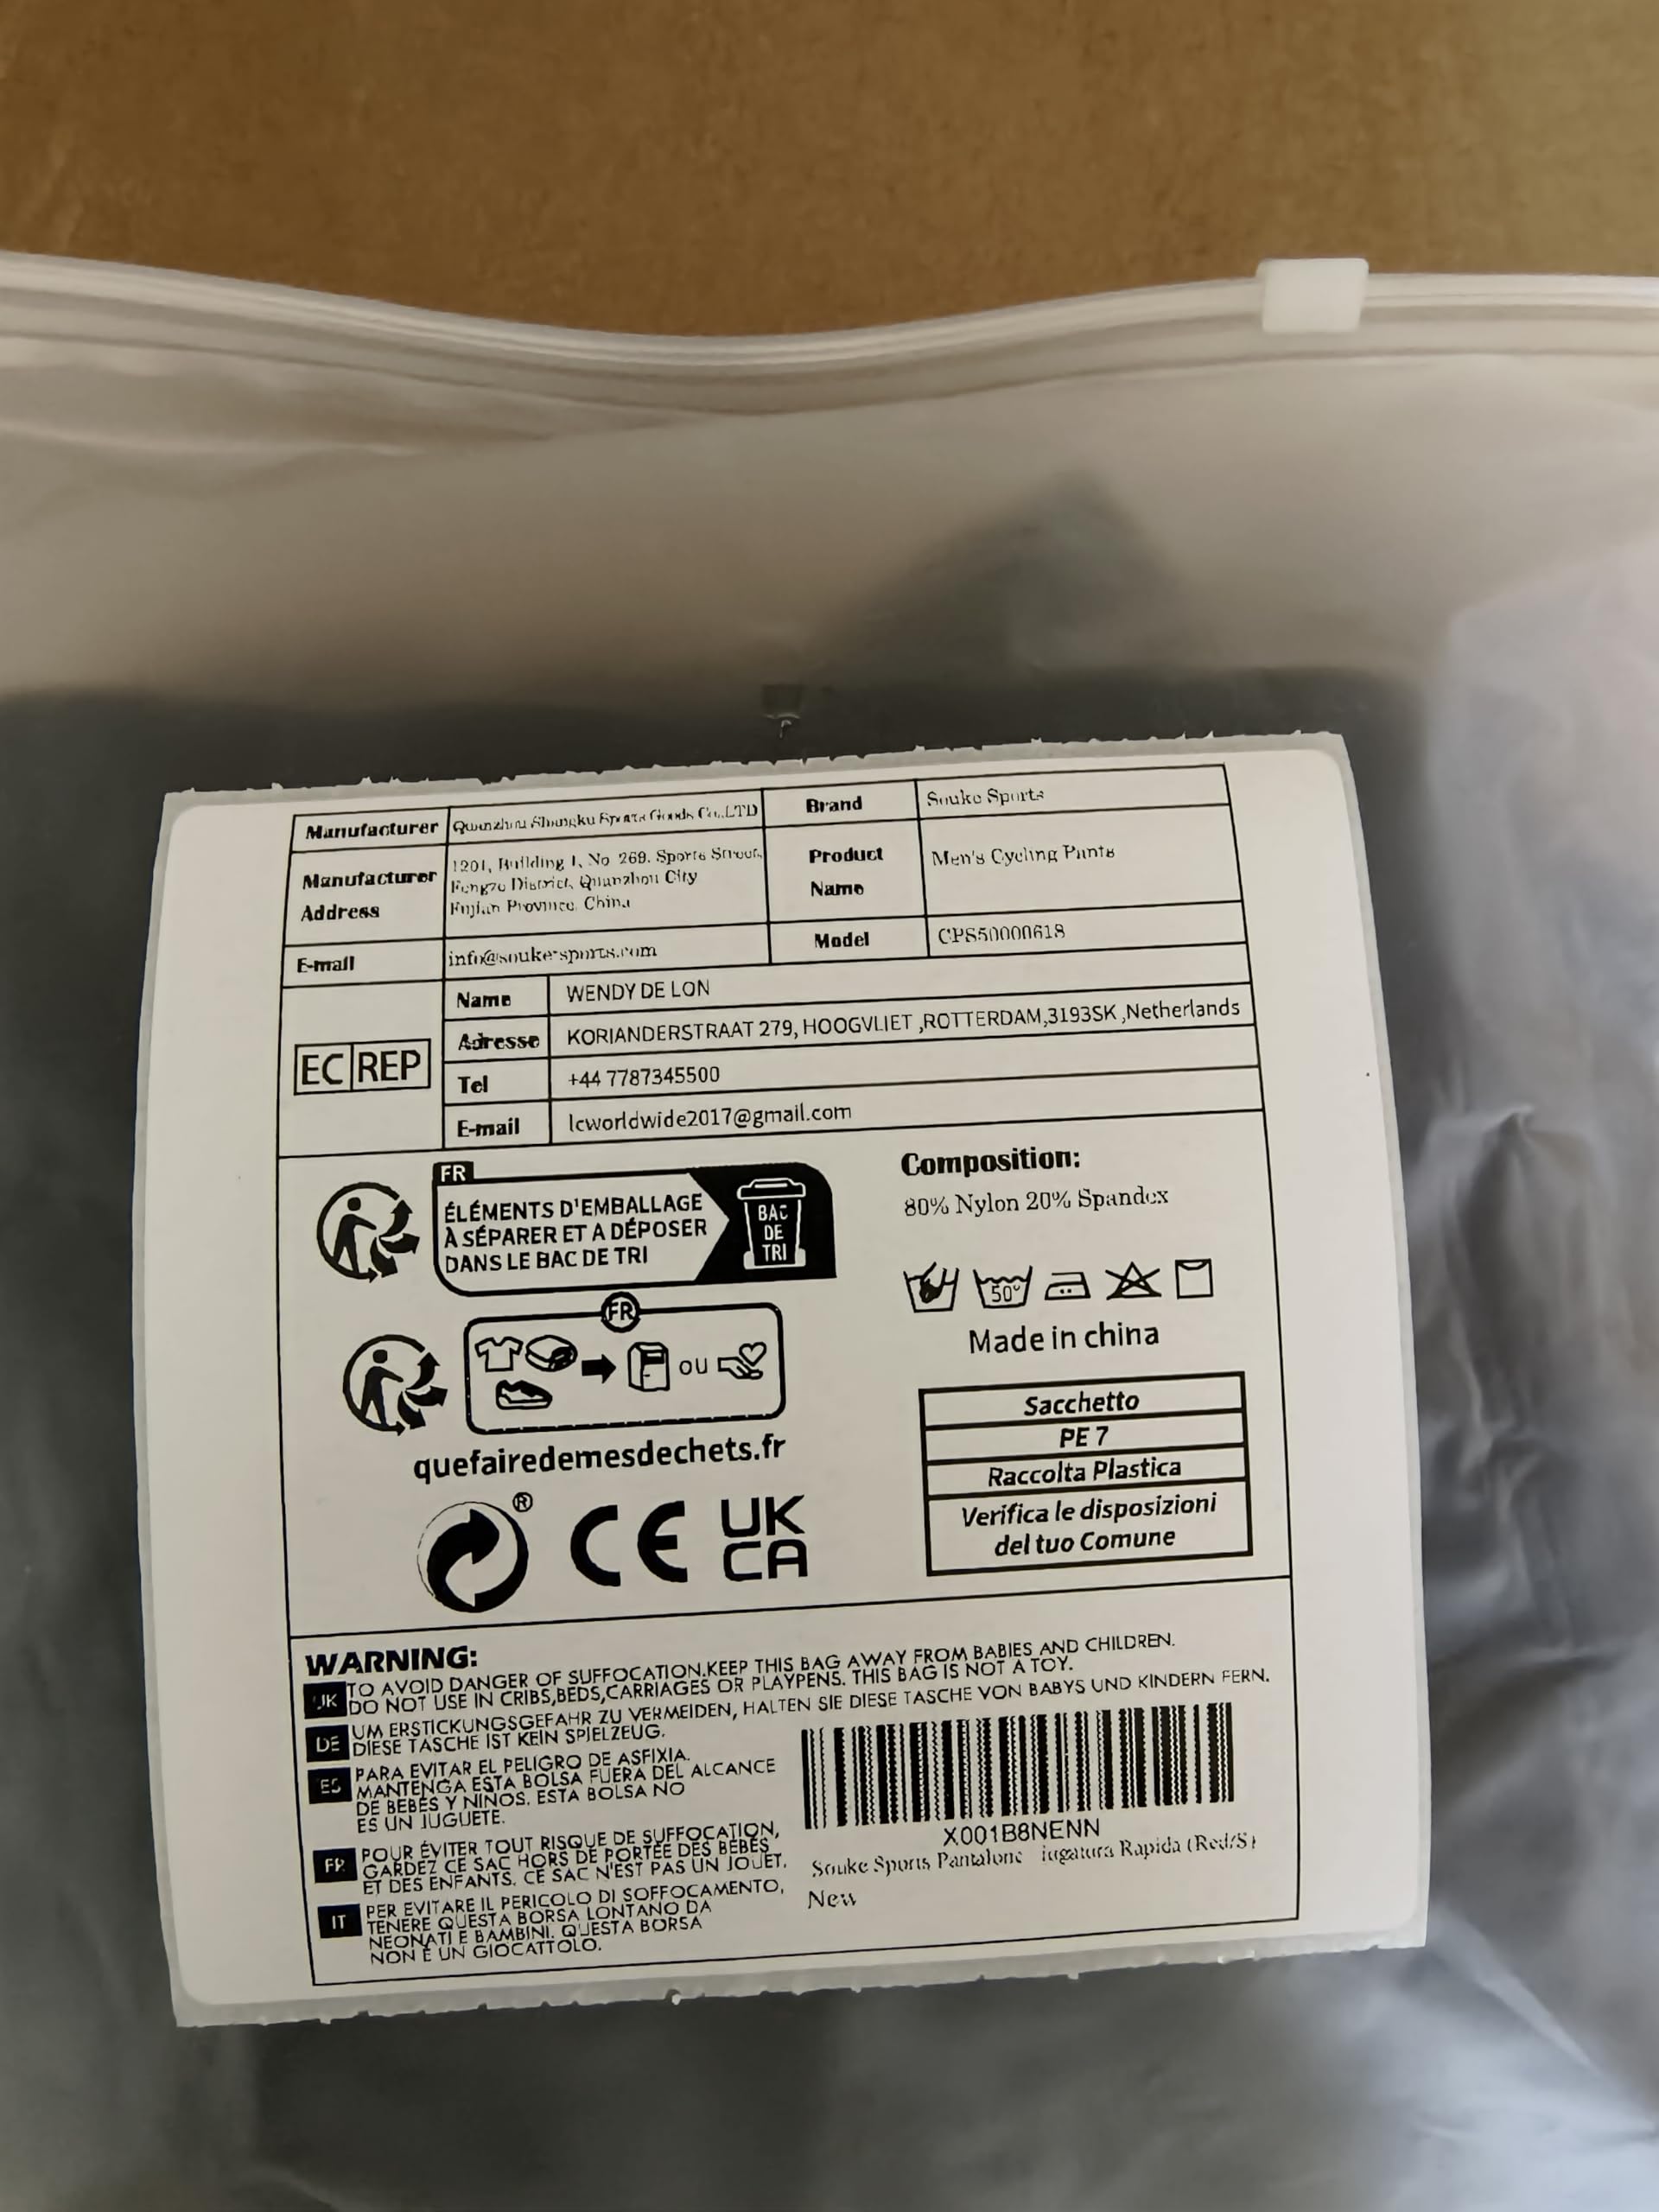 Manufacturer
Quanzhou Shangku Sports Goods Co.,LTD
Brand
Souke Sports
Manufacturer
Address
1201, Building 1, No 269. Sports Street,
Fengze District, Quanzhou City
Fujian Province, China
Product
Name
Men's Cycling Pants
E-mail
info@soukesports.com
Model
CPS50000618
EC REP
Name
WENDY DE LON
Adresse
KORIANDERSTRAAT 279, HOOGVLIET ,ROTTERDAM,3193SK ,Netherlands
Tel
+44 7787345500
E-mail
lcworldwide2017@gmail.com
FR
ÉLÉMENTS D'EMBALLAGE
À SÉPARER ET A DÉPOSER
DANS LE BAC DE TRI
BAC
DE
TRI
FR
ou
quefairedemesdechets.fr
®
CE
UK
CA
Composition:
80% Nylon 20% Spandex
50°
Made in china
Sacchetto
PE 7
Raccolta Plastica
Verifica le disposizioni
del tuo Comune
WARNING:
UK
TO AVOID DANGER OF SUFFOCATION.KEEP THIS BAG AWAY FROM BABIES AND CHILDREN.
DO NOT USE IN CRIBS,BEDS,CARRIAGES OR PLAYPENS. THIS BAG IS NOT A TOY.
DE
UM ERSTICKUNGSGEFAHR ZU VERMEIDEN, HALTEN SIE DIESE TASCHE VON BABYS UND KINDERN FERN.
DIESE TASCHE IST KEIN SPIELZEUG.
ES
PARA EVITAR EL PELIGRO DE ASFIXIA.
MANTENGA ESTA BOLSA FUERA DEL ALCANCE
DE BEBÉS Y NIÑOS. ESTA BOLSA NO
ES UN JUGUETE.
FR
POUR ÉVITER TOUT RISQUE DE SUFFOCATION,
GARDEZ CE SAC HORS DE PORTÉE DES BÉBÉS
ET DES ENFANTS. CE SAC N'EST PAS UN JOUET.
IT
PER EVITARE IL PERICOLO DI SOFFOCAMENTO,
TENERE QUESTA BORSA LONTANO DA
NEONATI E BAMBINI. QUESTA BORSA
NON È UN GIOCATTOLO.
X001B8NENN
Souke Sports Pantalone iugatura Rapida (Red/S)
New